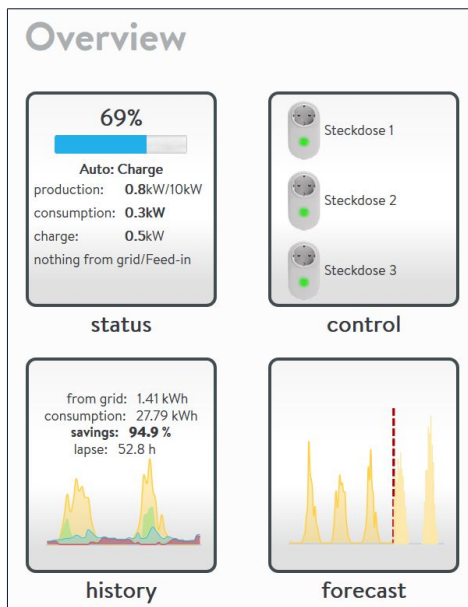 Overview
69%
Auto: Charge
production: 0.8kW/10kW
consumption: 0.3kW
charge: 0.5kW
nothing from grid/Feed-in
status
Steckdose 1
Steckdose 2
Steckdose 3
control
from grid: 1.41 kWh
consumption: 27.79 kWh
savings: 94.9 %
lapse: 52.8 h
history
forecast